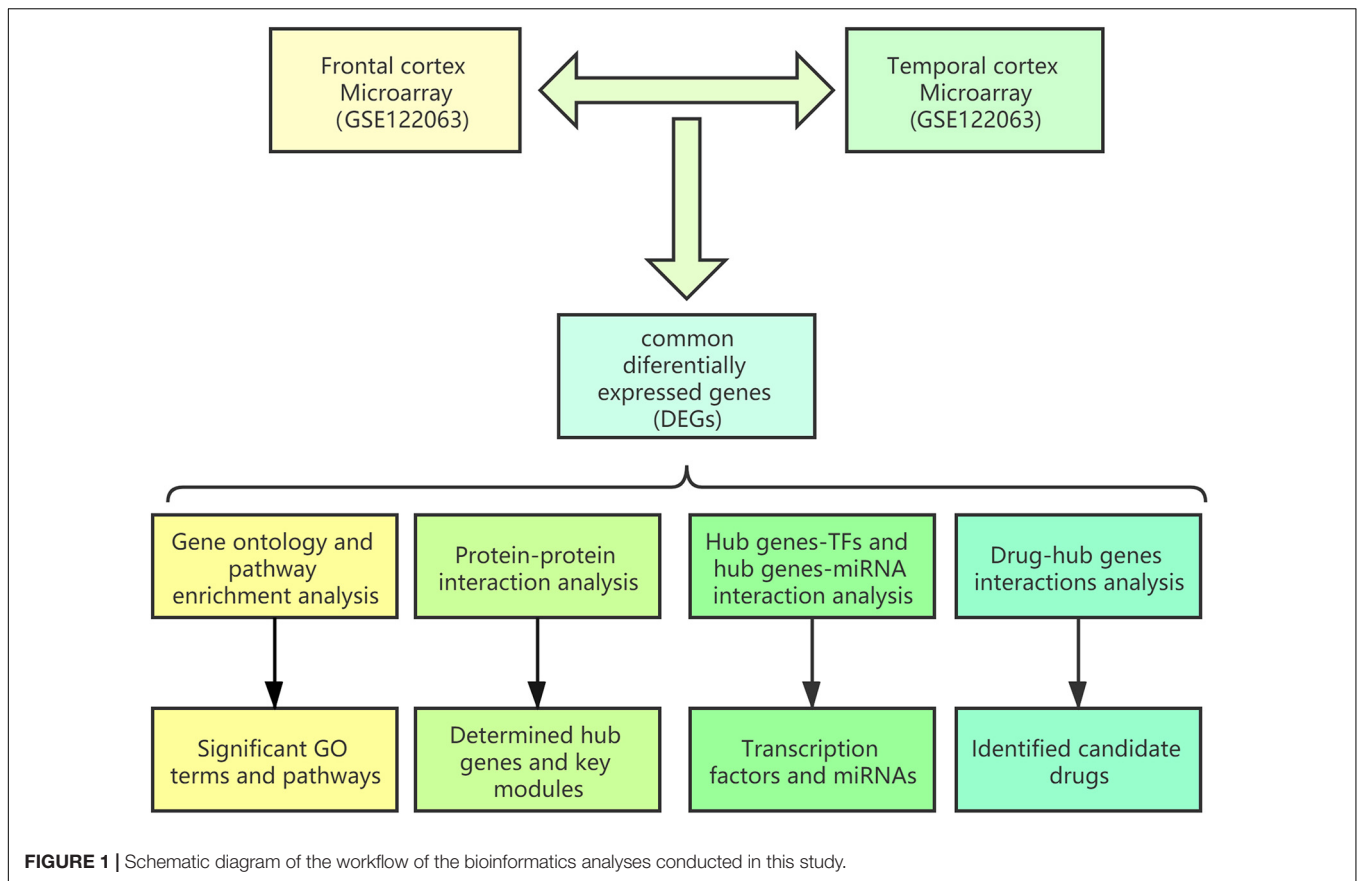 Frontal cortex
Microarray
(GSE122063)
Temporal cortex
Microarray
(GSE122063)
common
diferentially
expressed genes
(DEGs)
Gene ontology and
pathway
enrichment analysis
Protein-protein
interaction analysis
Hub genes-TFs and
hub genes-miRNA
interaction analysis
Drug-hub genes
interactions analysis
Significant GO
terms and pathways
Determined hub
genes and key
modules
Transcription
factors and miRNAs
Identified candidate
drugs
FIGURE 1 | Schematic diagram of the workflow of the bioinformatics analyses conducted in this study.